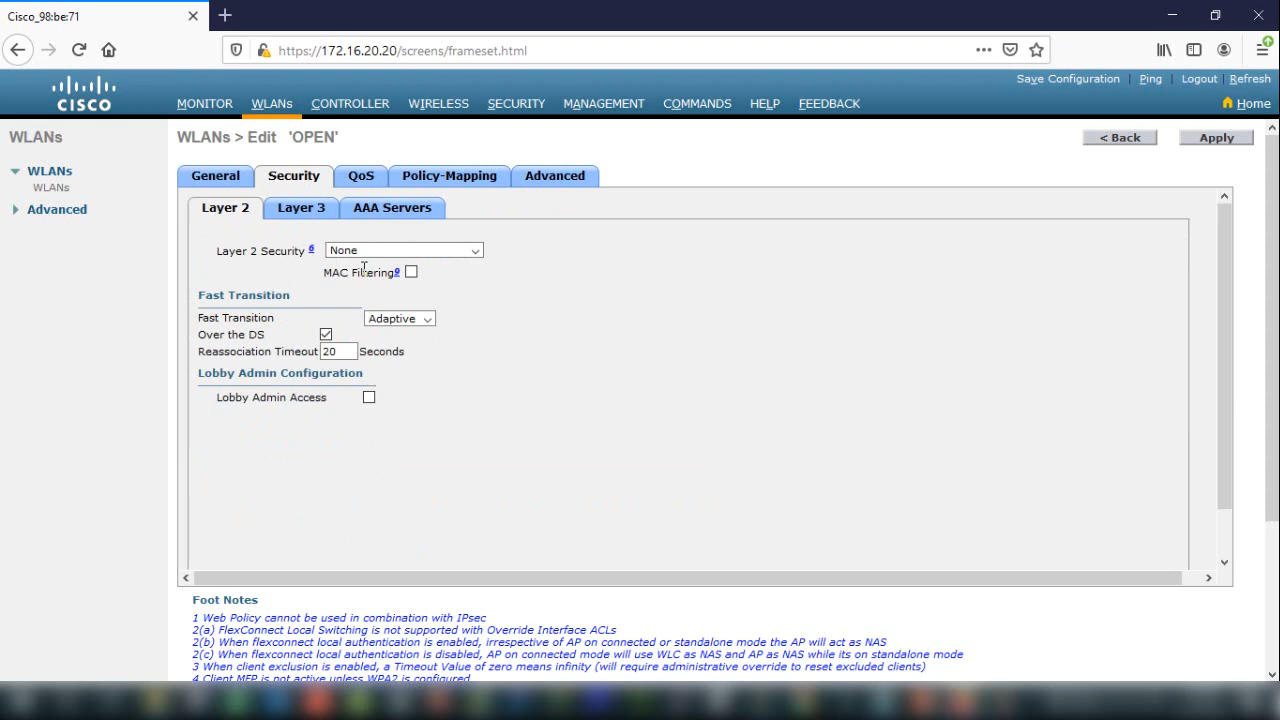 Cisco_98:be:71
https://172.16.20.20/screens/frameset.html
Save Configuration | Ping | Logout | Refresh
CISCO
MONITOR WLANs CONTROLLER WIRELESS SECURITY MANAGEMENT COMMANDS HELP FEEDBACK
Home
WLANs
WLANs > Edit 'OPEN'
< Back
Apply
WLANs
WLANs
Advanced
General Security QoS Policy-Mapping Advanced
Layer 2 Layer 3 AAA Servers
Layer 2 Security 6 None
MAC Filtering 9
Fast Transition
Fast Transition Adaptive
Over the DS
Reassociation Timeout 20 Seconds
Lobby Admin Configuration
Lobby Admin Access
Foot Notes
1 Web Policy cannot be used in combination with IPsec
2(a) FlexConnect Local Switching is not supported with Override Interface ACLs
2(b) When flexconnect local authentication is enabled, irrespective of AP on connected or standalone mode the AP will act as NAS
2(c) When flexconnect local authentication is disabled, AP on connected mode will use WLC as NAS and AP as NAS while its on standalone mode
3 When client exclusion is enabled, a Timeout Value of zero means infinity (will require administrative override to reset excluded clients)
4 Client MFP is not active unless WPA2 is configured